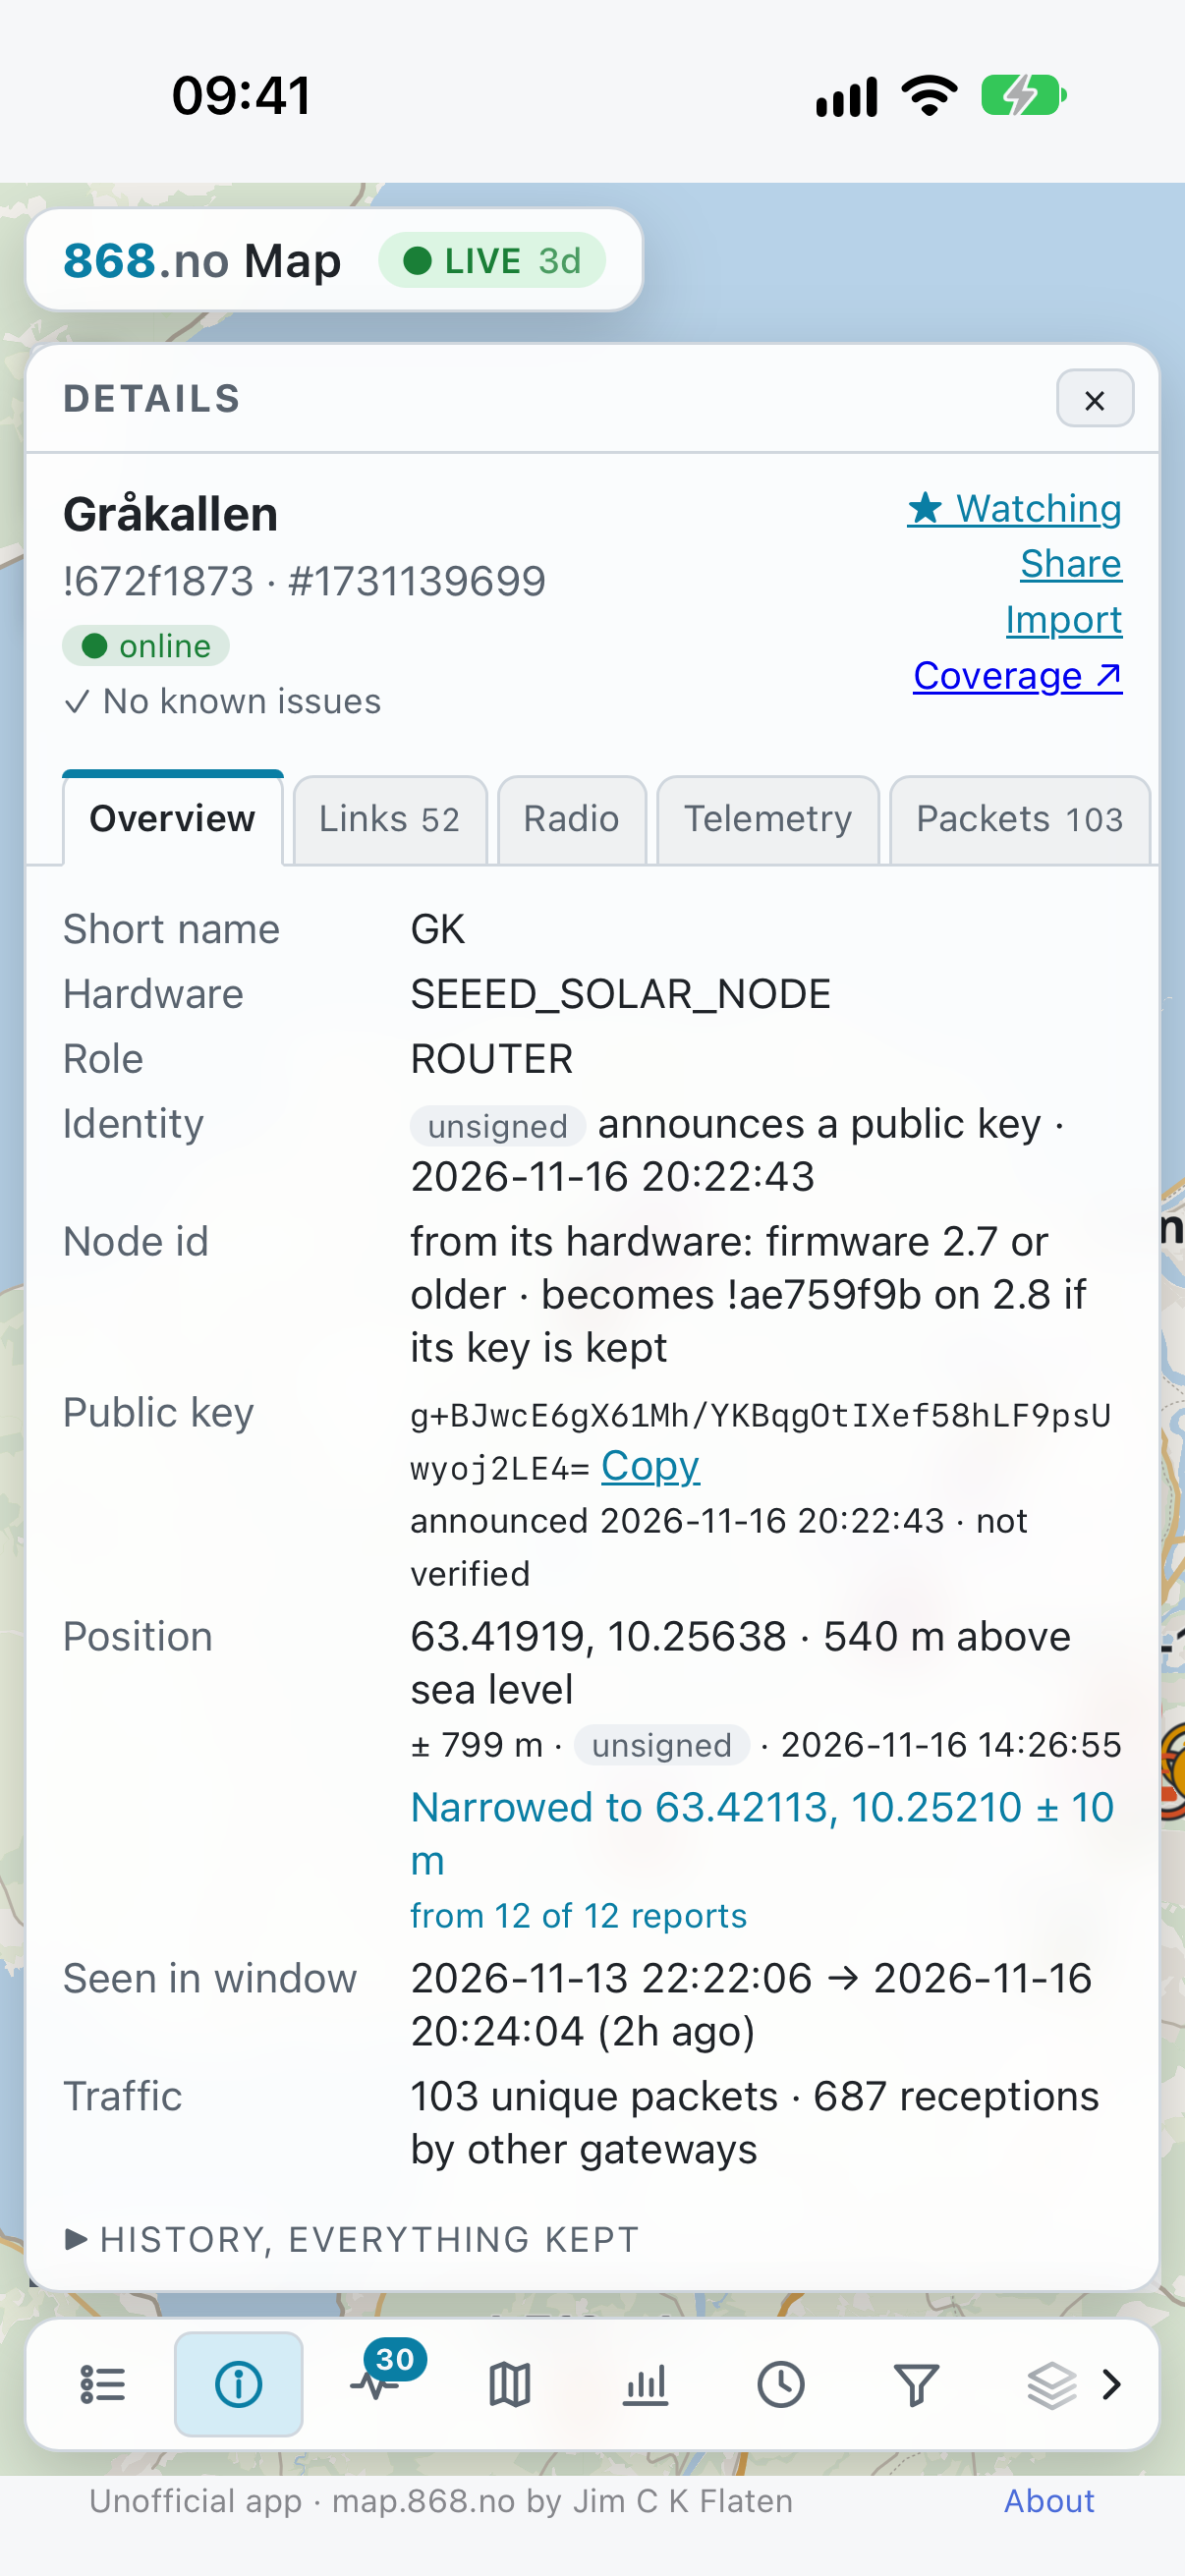 09:41
868.no Map LIVE 3d
DETAILS ×
Gråkallen
!672f1873 · #1731139699
online
✓ No known issues
★ Watching
Share
Import
Coverage ↗
Overview Links 52 Radio Telemetry Packets 103
Short name GK
Hardware SEEED_SOLAR_NODE
Role ROUTER
Identity unsigned announces a public key ·
2026-11-16 20:22:43
Node id from its hardware: firmware 2.7 or
older · becomes !ae759f9b on 2.8 if
its key is kept
Public key g+BJwcE6gX61Mh/YKBqgOtIXef58hLF9psU
wyoj2LE4= Copy
announced 2026-11-16 20:22:43 · not
verified
Position 63.41919, 10.25638 · 540 m above
sea level
± 799 m · unsigned · 2026-11-16 14:26:55
Narrowed to 63.42113, 10.25210 ± 10
m
from 12 of 12 reports
Seen in window 2026-11-13 22:22:06 → 2026-11-16
20:24:04 (2h ago)
Traffic 103 unique packets · 687 receptions
by other gateways
▶ HISTORY, EVERYTHING KEPT
30
Unofficial app · map.868.no by Jim C K Flaten About